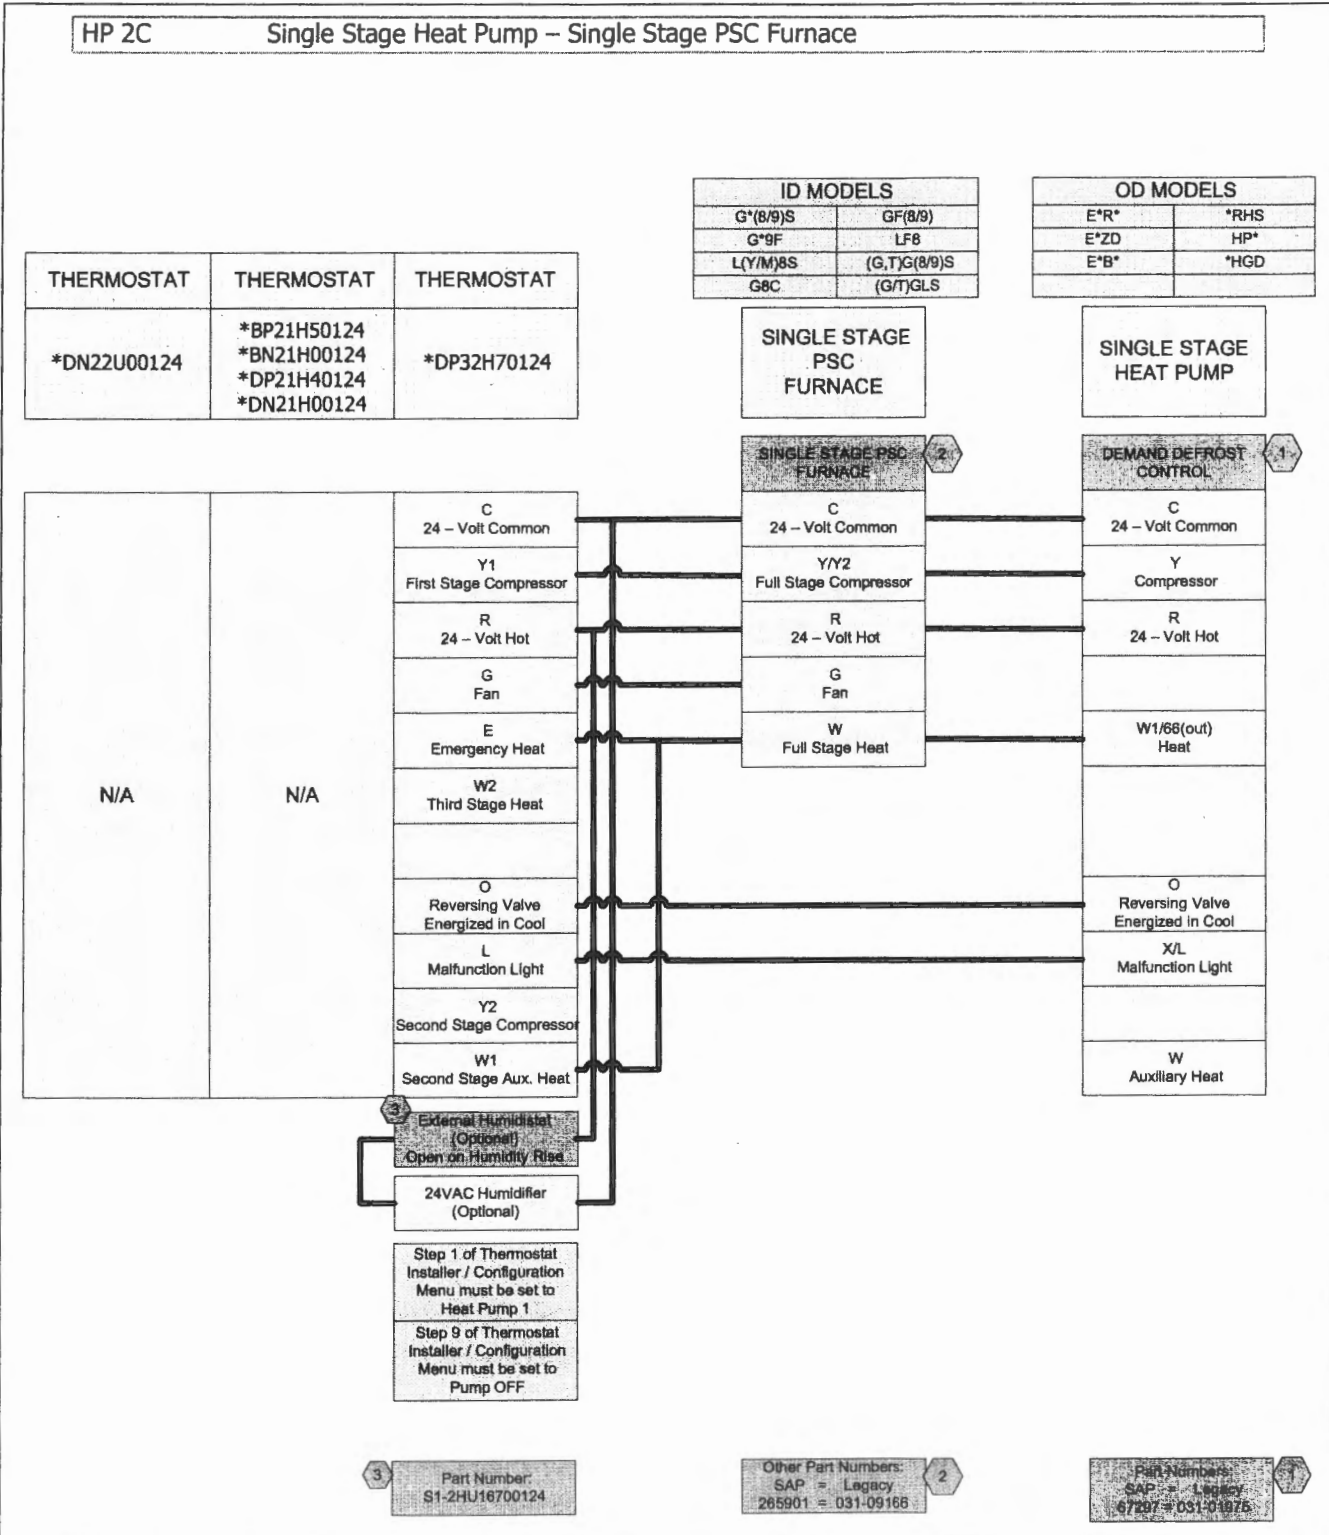 HP 2C Single Stage Heat Pump – Single Stage PSC Furnace
ID MODELS
G*(8/9)S GF(8/9)
G*9F LF8
L(Y/M)8S (G,T)G(8/9)S
G8C (G/T)GLS
OD MODELS
E*R* *RHS
E*ZD HP*
E*B* *HGD
THERMOSTAT THERMOSTAT THERMOSTAT
*DN22U00124
*BP21H50124
*BN21H00124
*DP21H40124
*DN21H00124
*DP32H70124
SINGLE STAGE
PSC
FURNACE
SINGLE STAGE
HEAT PUMP
SINGLE STAGE PSC
FURNACE
2
DEMAND DEFROST
CONTROL
1
N/A
N/A
C
24 – Volt Common
Y1
First Stage Compressor
R
24 – Volt Hot
G
Fan
E
Emergency Heat
W2
Third Stage Heat
O
Reversing Valve
Energized in Cool
L
Malfunction Light
Y2
Second Stage Compressor
W1
Second Stage Aux. Heat
C
24 – Volt Common
Y/Y2
Full Stage Compressor
R
24 – Volt Hot
G
Fan
W
Full Stage Heat
C
24 – Volt Common
Y
Compressor
R
24 – Volt Hot
W1/66(out)
Heat
O
Reversing Valve
Energized in Cool
X/L
Malfunction Light
W
Auxiliary Heat
3
External Humidistat
(Optional)
Open on Humidity Rise
24VAC Humidifier
(Optional)
Step 1 of Thermostat
Installer / Configuration
Menu must be set to
Heat Pump 1
Step 9 of Thermostat
Installer / Configuration
Menu must be set to
Pump OFF
3
Part Number:
S1-2HU16700124
Other Part Numbers:
SAP = Legacy
265901 = 031-09166
2
Part Numbers:
SAP = Legacy
67297 = 031-01975
1